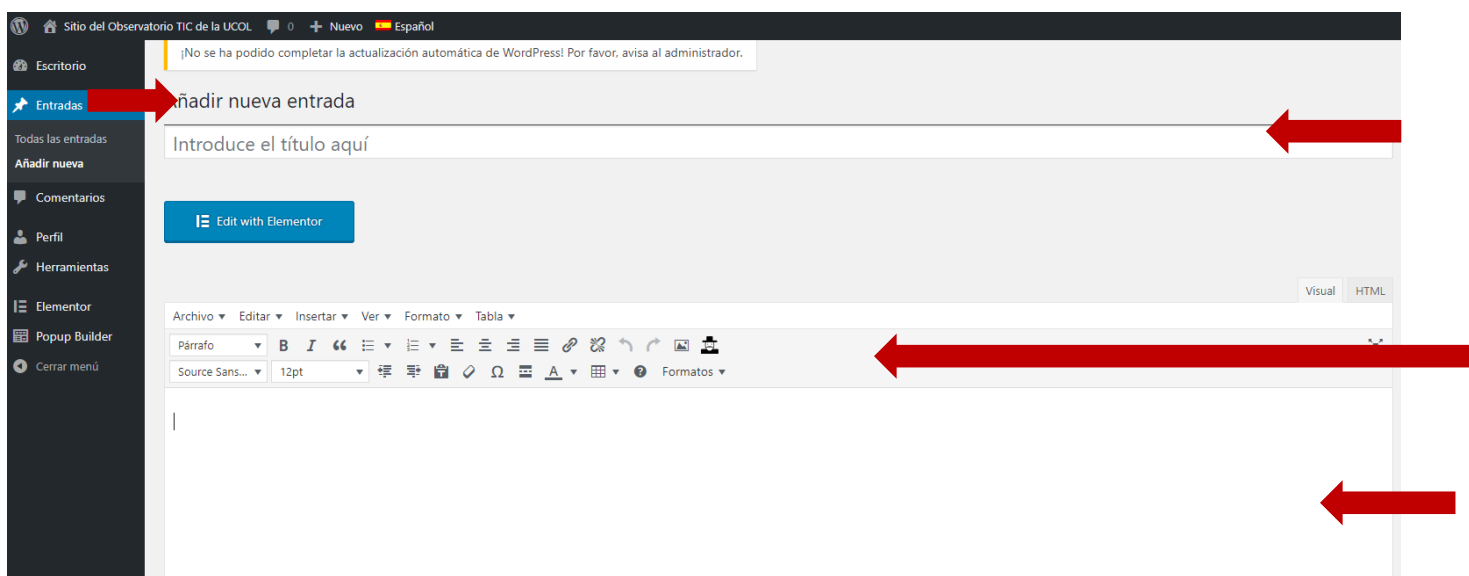 Sitio del Observatorio TIC de la UCOL 0 Nuevo Español
¡No se ha podido completar la actualización automática de WordPress! Por favor, avisa al administrador.
Escritorio
Entradas
Todas las entradas
Añadir nueva
Comentarios
Perfil
Herramientas
Elementor
Popup Builder
Cerrar menú
Añadir nueva entrada
Introduce el título aquí
Edit with Elementor
Visual HTML
Archivo Editar Insertar Ver Formato Tabla
Párrafo B I
Source Sans... 12pt Ω A Formatos